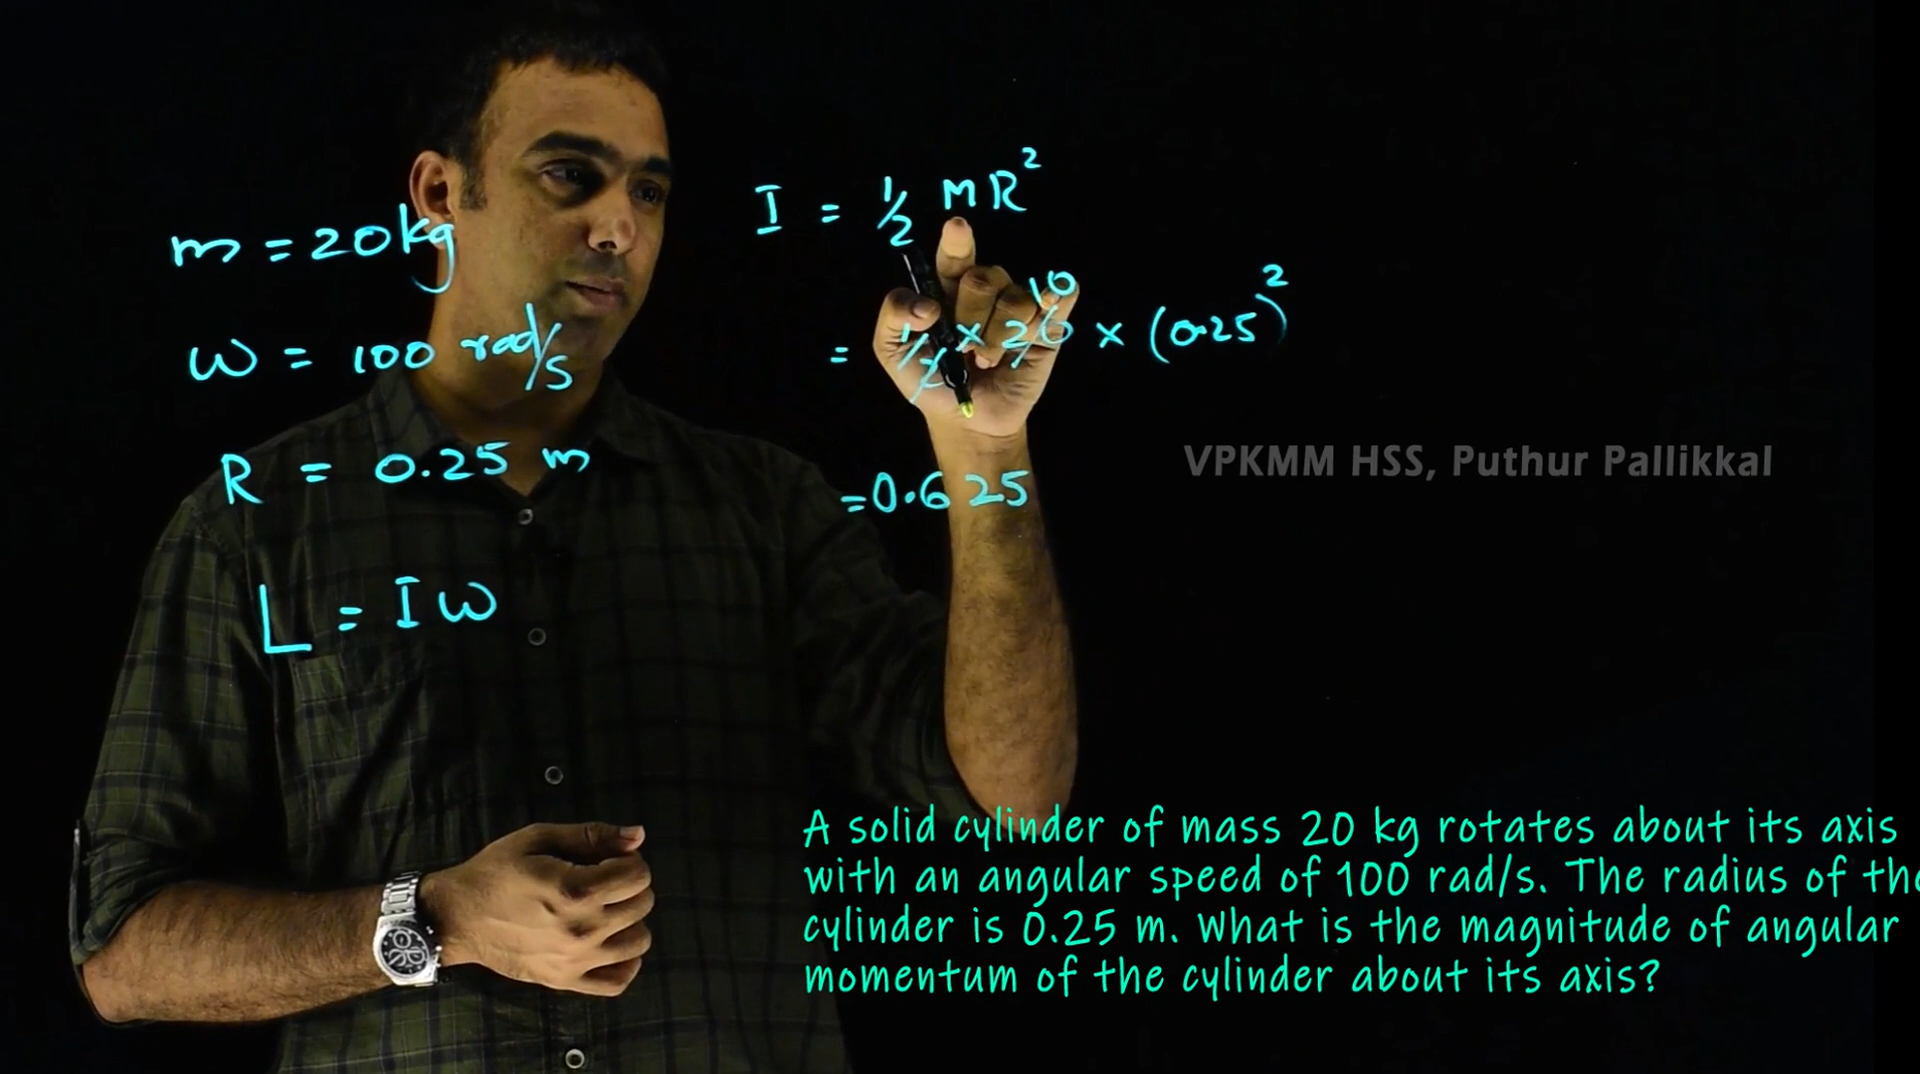 m = 20kg
ω = 100 rad/s
R = 0.25 m
L = I ω
I = 1/2 MR²
= 1/2 × 20 × (0.25)²
10
= 0.625
VPKMM HSS, Puthur Pallikkal
A solid cylinder of mass 20 kg rotates about its axis
with an angular speed of 100 rad/s. The radius of the
cylinder is 0.25 m. What is the magnitude of angular
momentum of the cylinder about its axis?